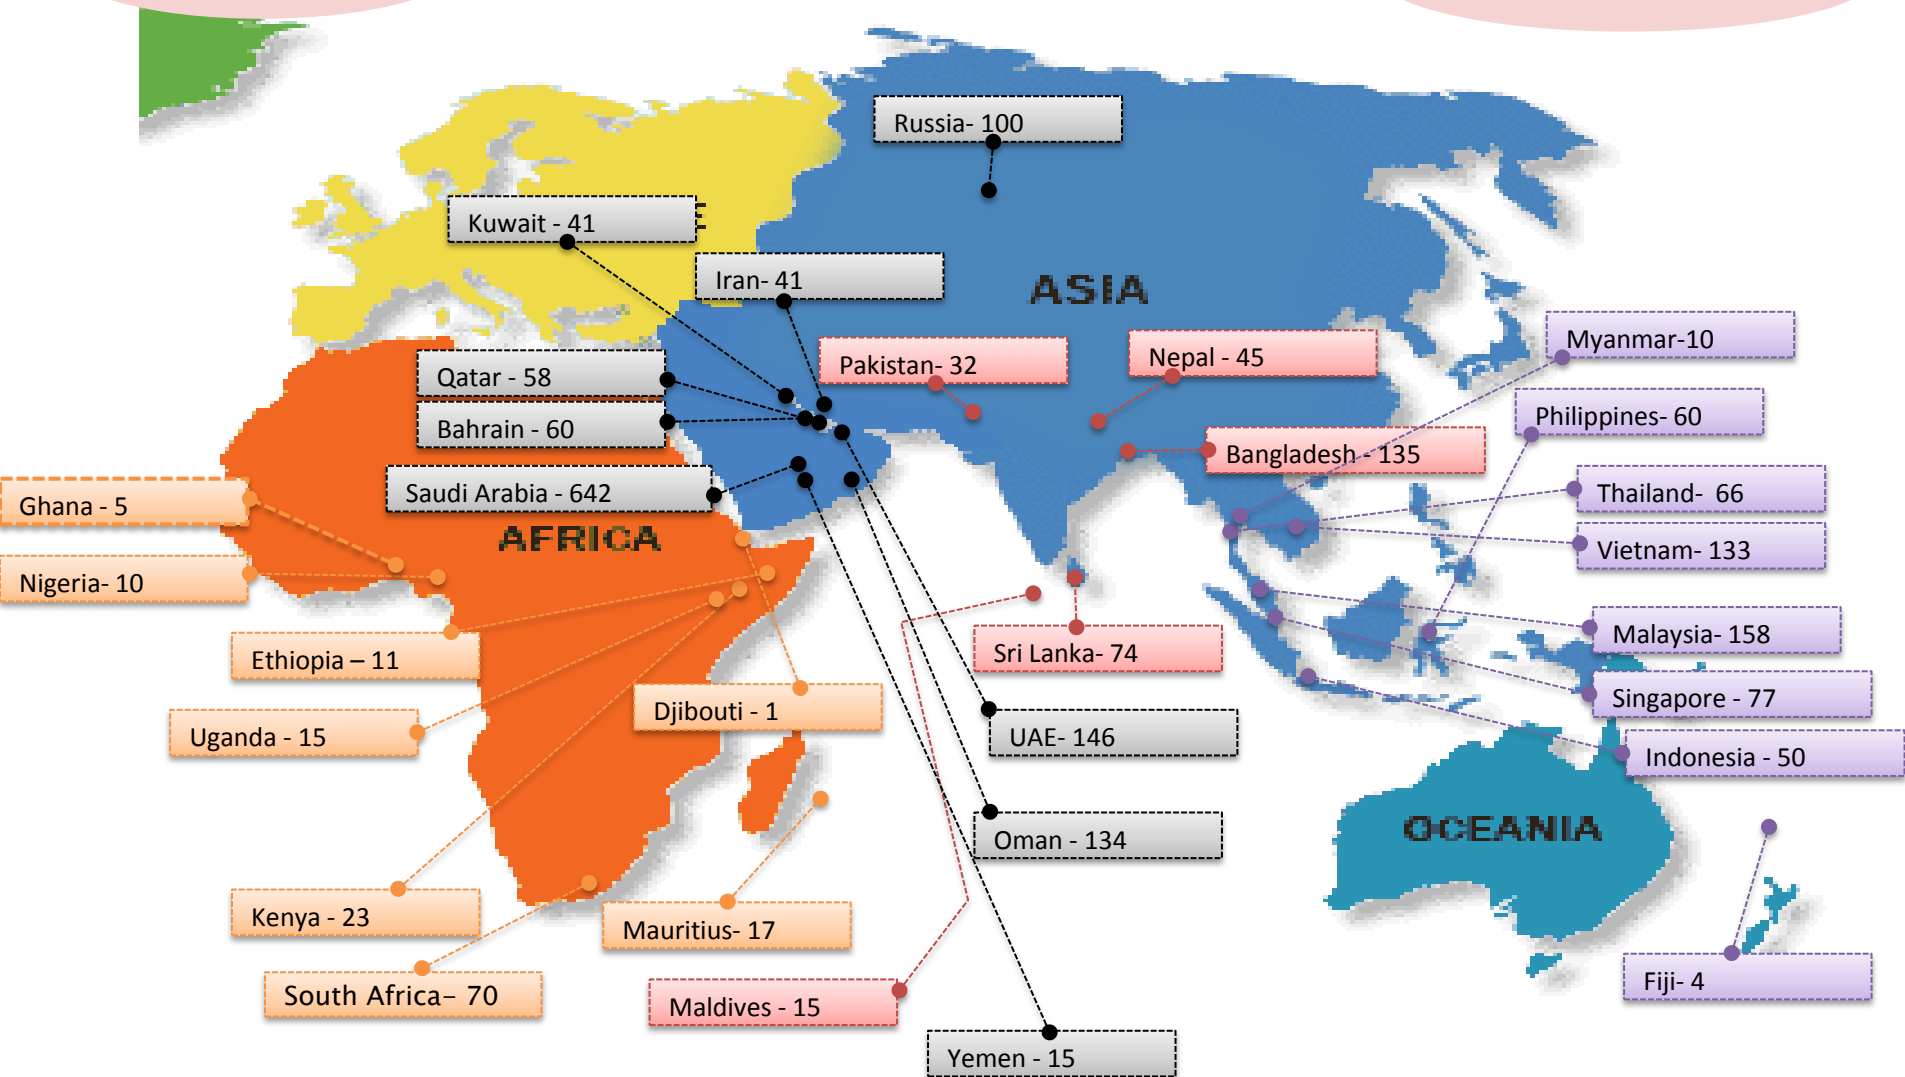 Russia- 100
Kuwait - 41
E
Iran- 41
ASIA
Myanmar-10
Pakistan- 32
Nepal - 45
Qatar - 58
Philippines- 60
Bahrain - 60
Bangladesh - 135
Saudi Arabia - 642
Thailand-  66
Ghana - 5
AFRICA
Vietnam- 133
Nigeria- 10
Malaysia- 158
Ethiopia – 11
Sri Lanka- 74
Singapore - 77
Djibouti - 1
Uganda - 15
UAE- 146
Indonesia - 50
OCEANIA
Oman - 134
Kenya - 23
Mauritius- 17
Fiji- 4
South Africa– 70
Maldives - 15
Yemen - 15